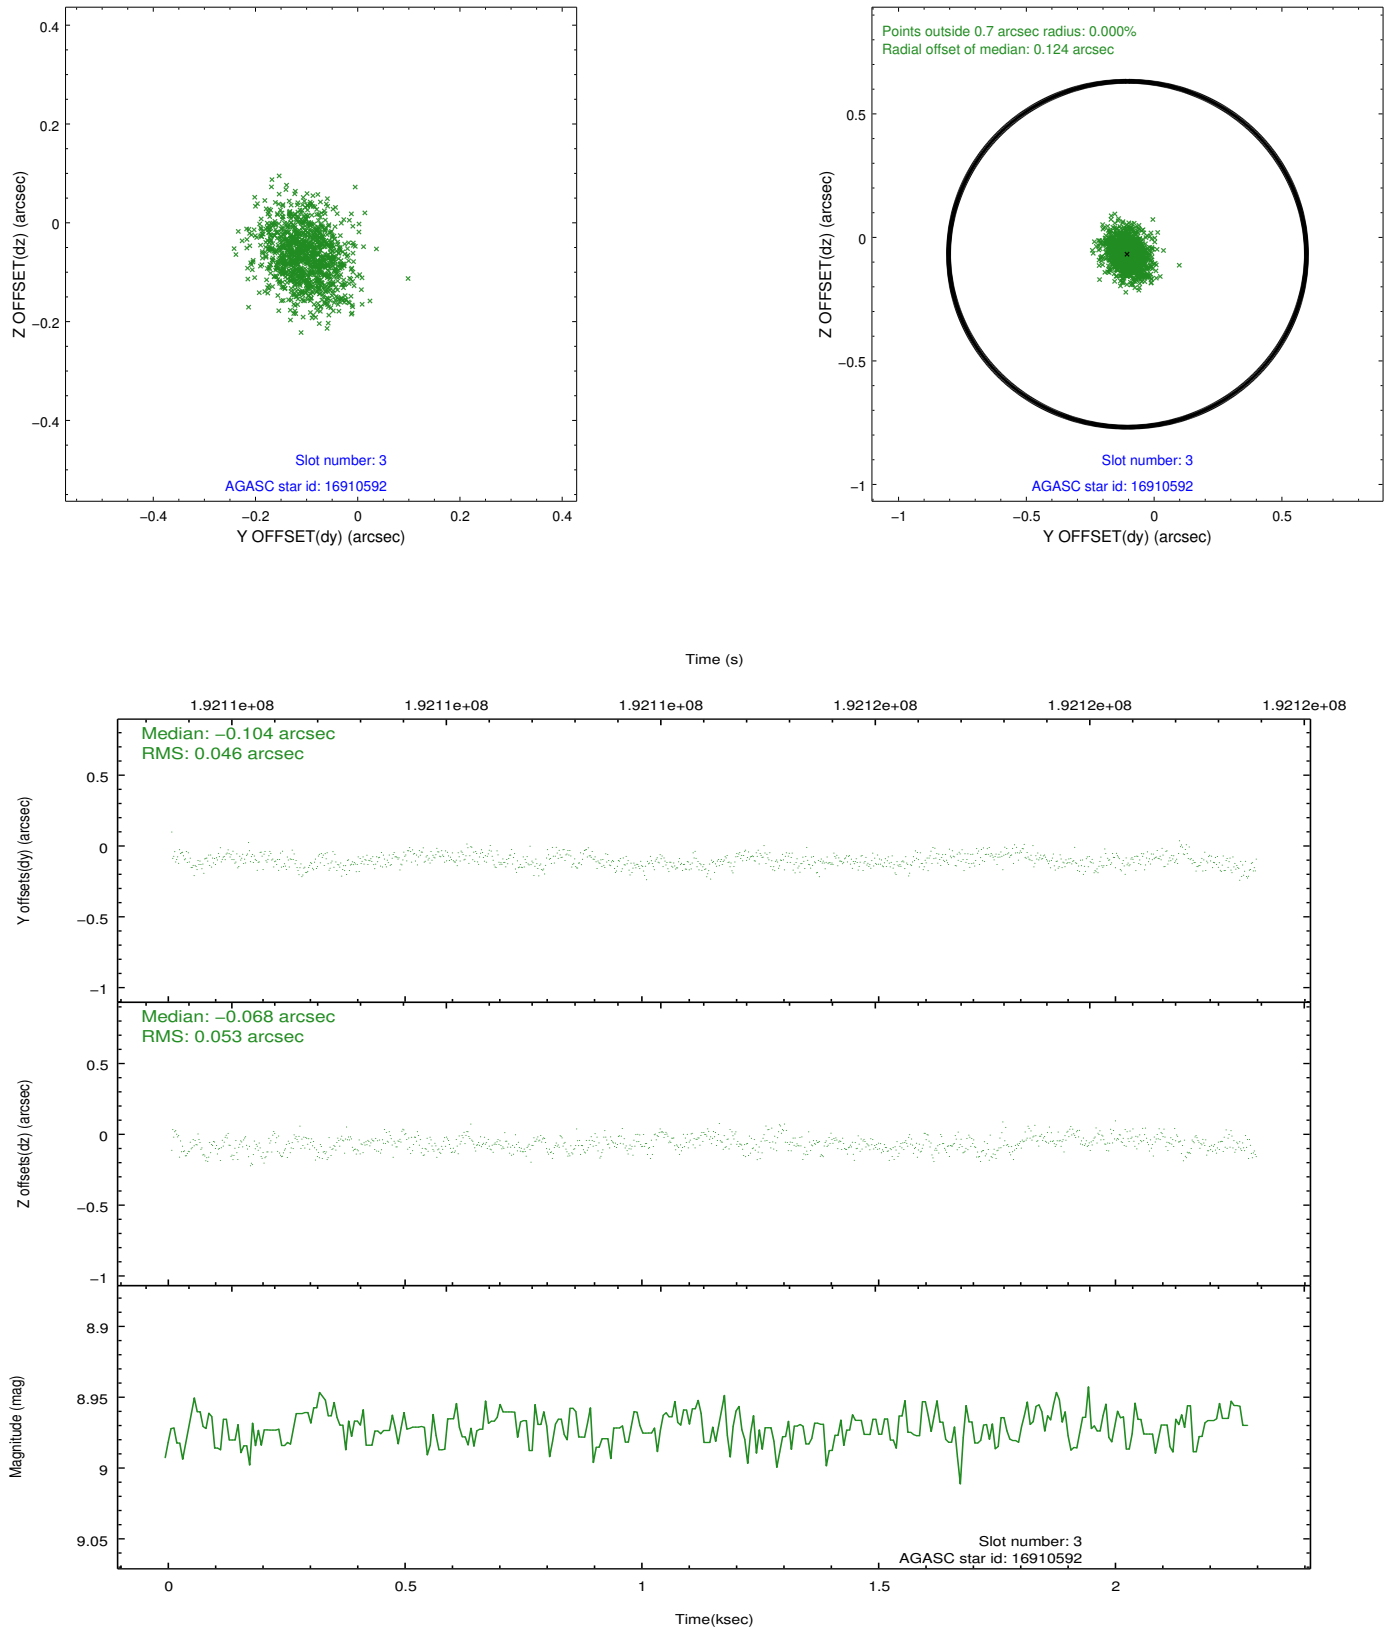 0.4
0.2
0
−0.2
−0.4
Z OFFSET(dz) (arcsec)
Slot number: 3
AGASC star id: 16910592
−0.4
−0.2
0
0.2
0.4
Y OFFSET(dy) (arcsec)
Points outside 0.7 arcsec radius: 0.000%
Radial offset of median: 0.124 arcsec
0.5
0
−0.5
−1
Z OFFSET(dz) (arcsec)
Slot number: 3
AGASC star id: 16910592
−1
−0.5
0
0.5
Y OFFSET(dy) (arcsec)
Time (s)
1.9211e+08
1.9211e+08
1.9211e+08
1.9212e+08
1.9212e+08
1.9212e+08
Median: −0.104 arcsec
RMS: 0.046 arcsec
0.5
0
−0.5
−1
Y offsets(dy) (arcsec)
Median: −0.068 arcsec
RMS: 0.053 arcsec
0.5
0
−0.5
−1
Z offsets(dz) (arcsec)
8.9
8.95
9
9.05
Magnitude (mag)
Slot number: 3
AGASC star id: 16910592
0
0.5
1
1.5
2
Time(ksec)